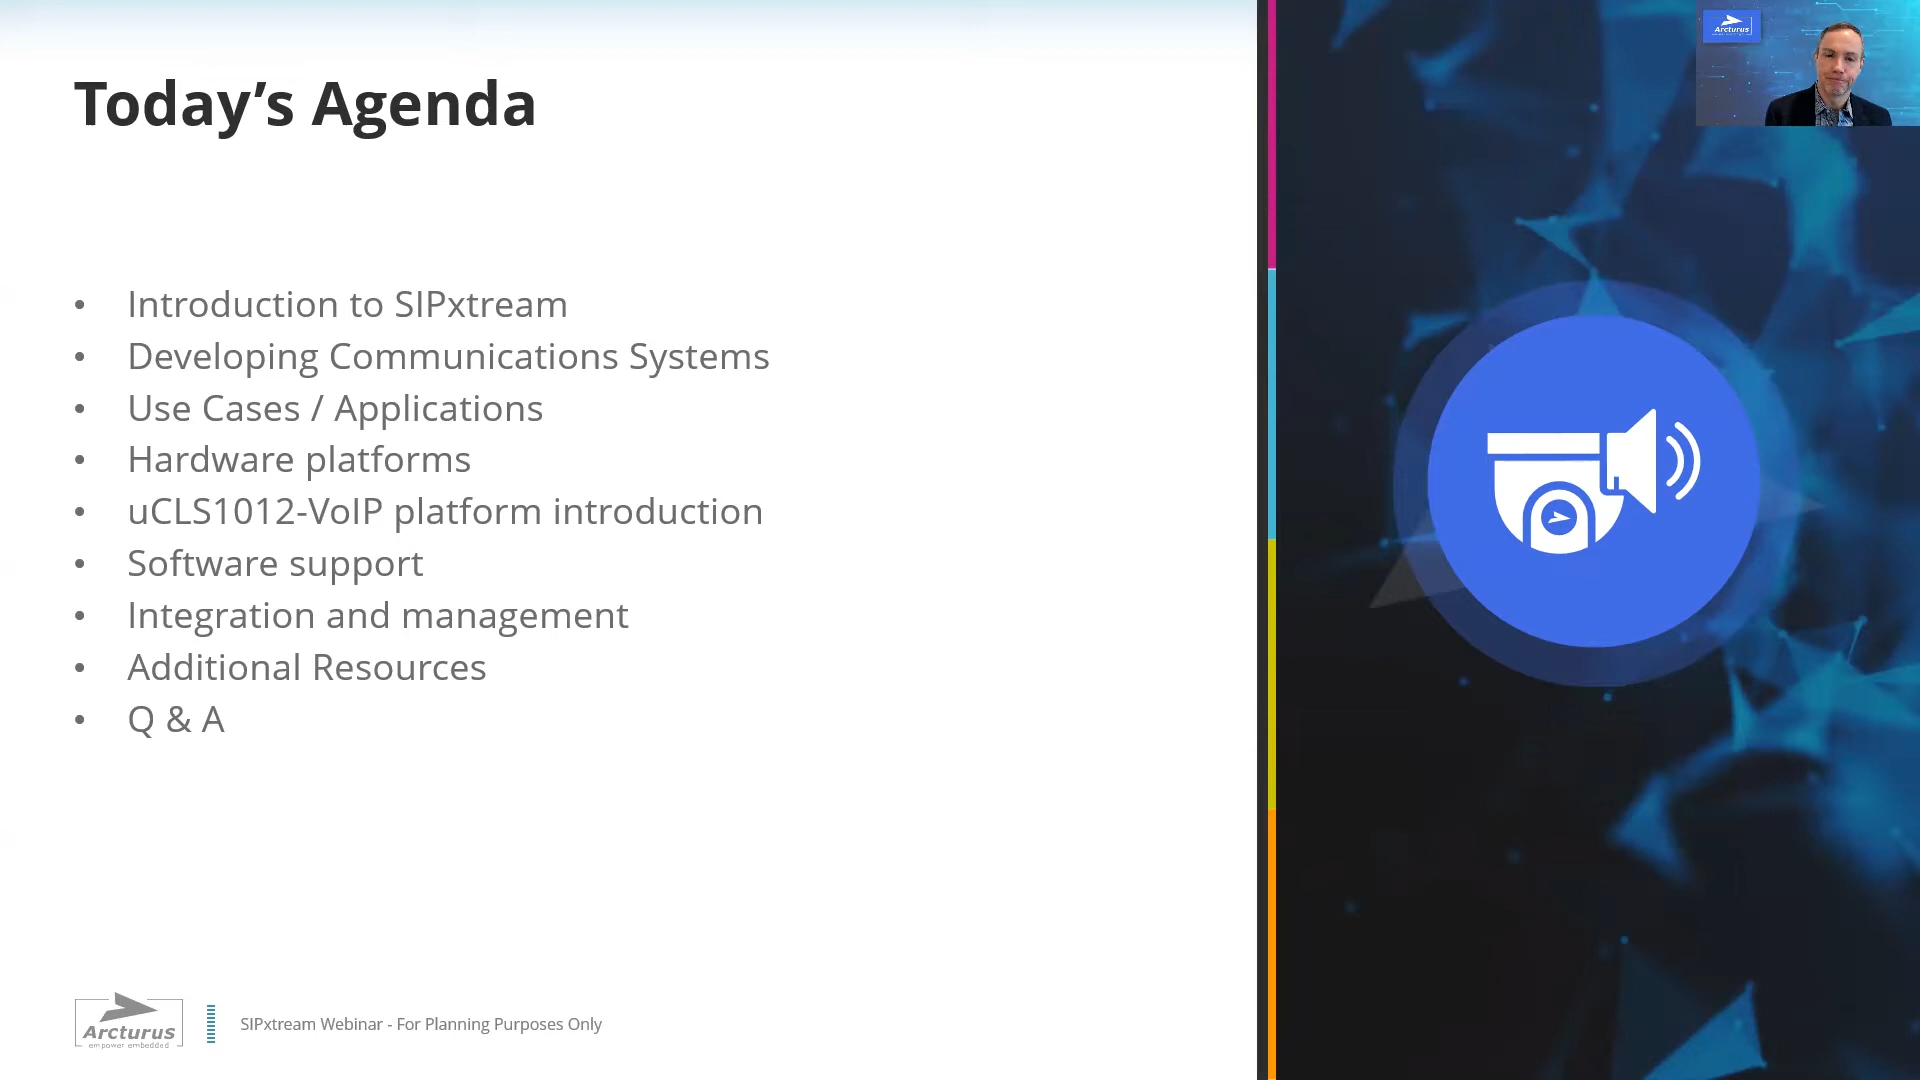 Today's Agenda
• Introduction to SIPxtream
• Developing Communications Systems
• Use Cases / Applications
• Hardware platforms
• uCLS1012-VoIP platform introduction
• Software support
• Integration and management
• Additional Resources
• Q & A
Arcturus
empower embedded
SIPxtream Webinar - For Planning Purposes Only
Arcturus